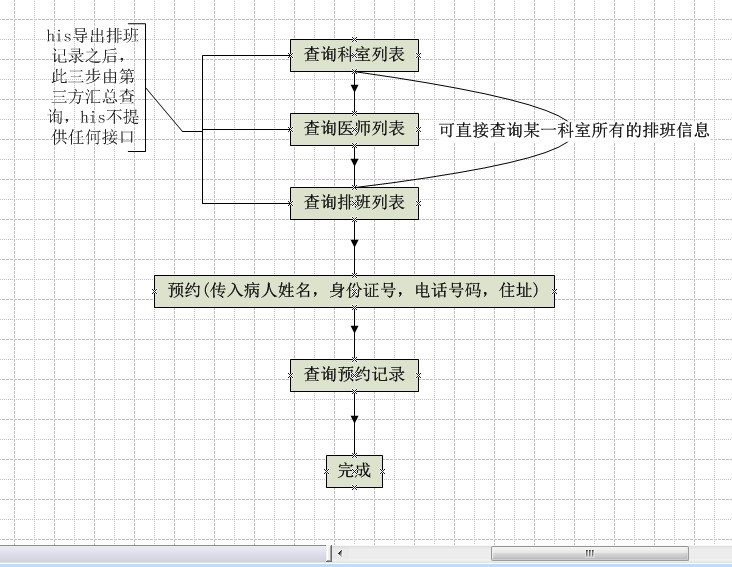 his导出排班
记录之后，
此三步由第
三方汇总查
询，his不提
供任何接口
查询科室列表
查询医师列表
可直接查询某一科室所有的排班信息
查询排班列表
预约(传入病人姓名，身份证号，电话号码，住址)
查询预约记录
完成